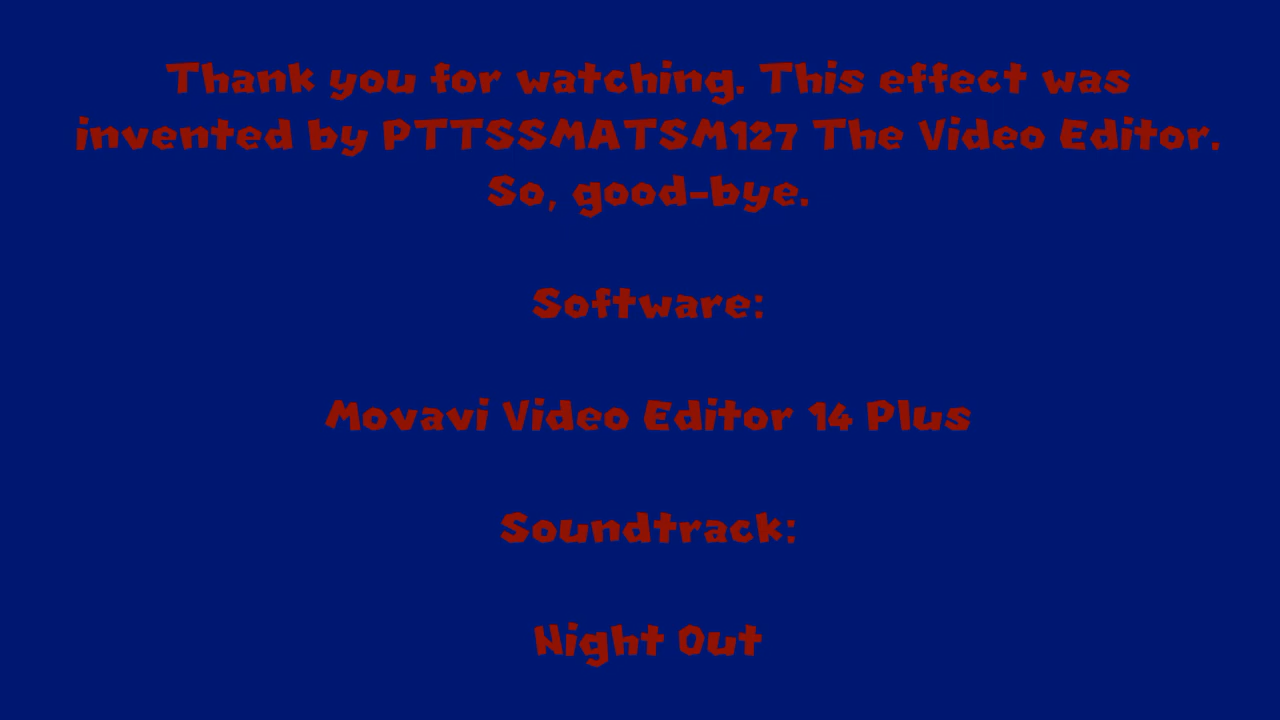 Thank you for watching. This effect was
invented by PTTSSMATSM127 The Video Editor.
So, good-bye.
Software:
Movavi Video Editor 14 Plus
Soundtrack:
Night Out